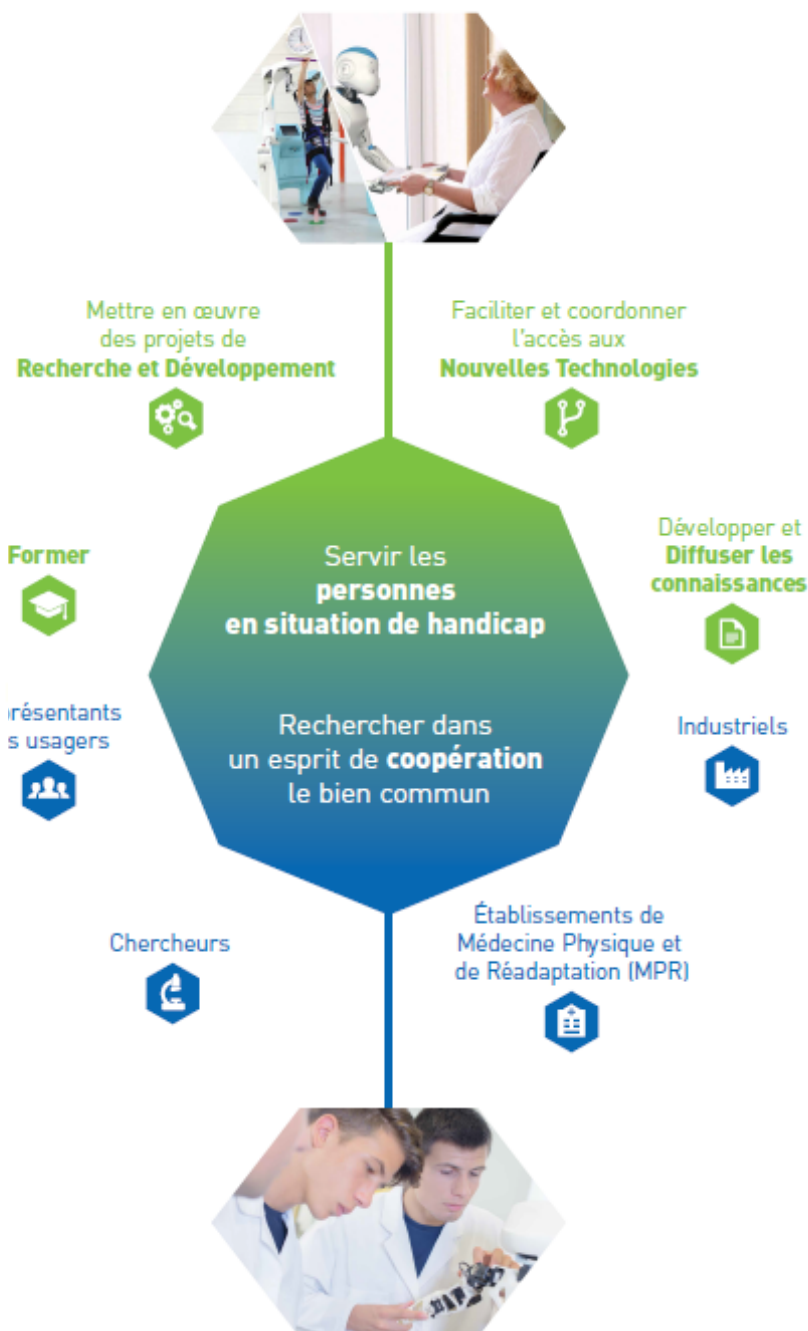 Mettre en œuvre
des projets de
Recherche et Développement
Faciliter et coordonner
l'accès aux
Nouvelles Technologies
Former
Servir les
personnes
en situation de handicap
Développer et
Diffuser les
connaissances
présentants
s usagers
Rechercher dans
un esprit de coopération
le bien commun
Industriels
Chercheurs
Établissements de
Médecine Physique et
de Réadaptation (MPR)